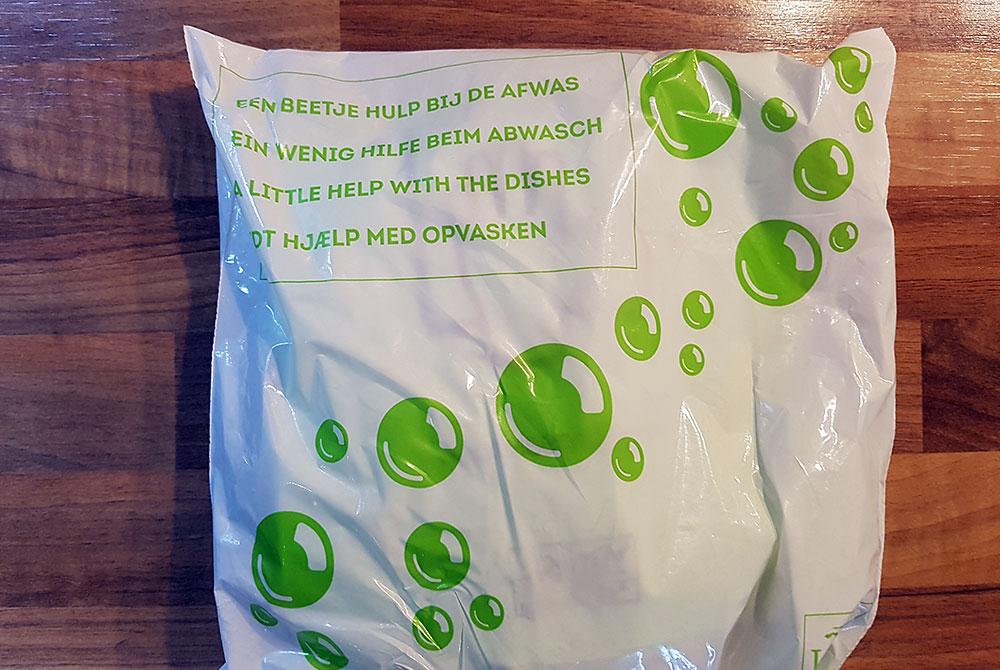 EEN BEETJE HULP BIJ DE AFWAS
EIN WENIG HILFE BEIM ABWASCH
A LITTLE HELP WITH THE DISHES
DT HJÆLP MED OPVASKEN